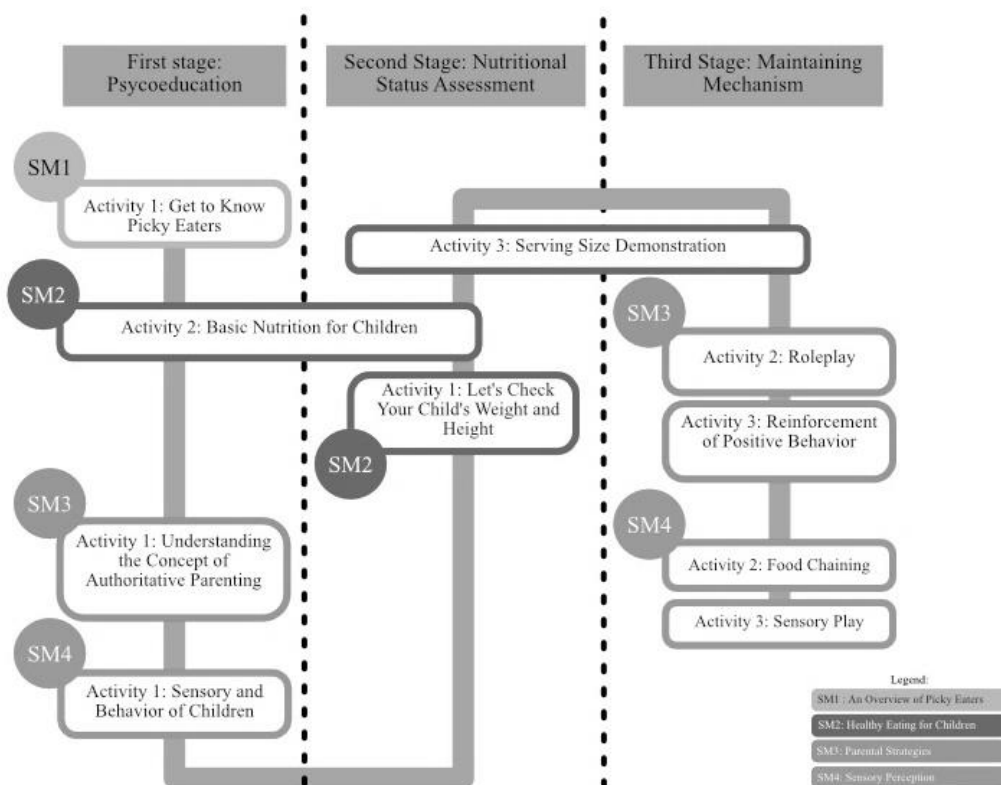 First stage:
Psycoeducation
Second Stage: Nutritional
Status Assessment
Third Stage: Maintaining
Mechanism
SM1
Activity 1: Get to Know
Picky Eaters
SM2
Activity 2: Basic Nutrition for Children
SM3
Activity 1: Understanding
the Concept of
Authoritative Parenting
SM4
Activity 1: Sensory and
Behavior of Children
Activity 3: Serving Size Demonstration
Activity 1: Let's Check
Your Child's Weight and
Height
SM2
SM3
Activity 2: Roleplay
Activity 3: Reinforcement
of Positive Behavior
SM4
Activity 2: Food Chaining
Activity 3: Sensory Play
Legend:
SM1 : An Overview of Picky Eaters
SM2: Healthy Eating for Children
SM3: Parental Strategies
SM4: Sensory Perception